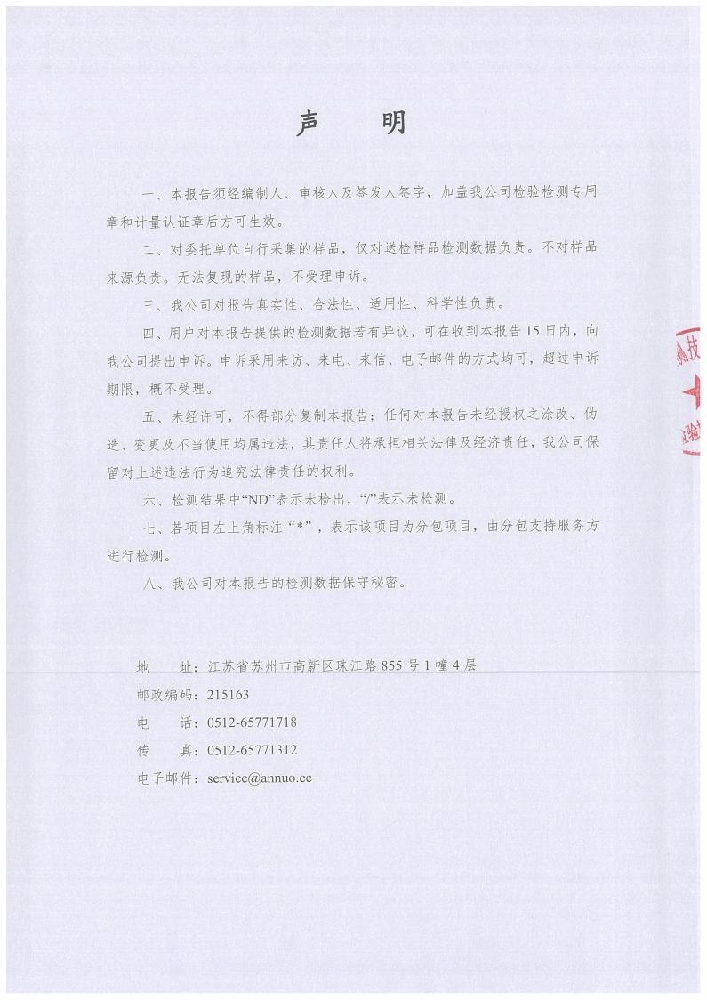 声 明
一、本报告须经编制人、审核人及签发人签字，加盖我公司检验检测专用
章和计量认证章后方可生效。
二、对委托单位自行采集的样品，仅对送检样品检测数据负责。不对样品
来源负责。无法复现的样品，不受理申诉。
三、我公司对报告真实性、合法性、适用性、科学性负责。
四、用户对本报告提供的检测数据若有异议，可在收到本报告 15 日内，向
我公司提出申诉。申诉采用来访、来电、来信、电子邮件的方式均可，超过申诉
期限，概不受理。
五、未经许可，不得部分复制本报告；任何对本报告未经授权之涂改、伪
造、变更及不当使用均属违法，其责任人将承担相关法律及经济责任，我公司保
留对上述违法行为追究法律责任的权利。
六、检测结果中“ND”表示未检出，“/”表示未检测。
七、若项目左上角标注“*”，表示该项目为分包项目，由分包支持服务方
进行检测。
八、我公司对本报告的检测数据保守秘密。
地 址：江苏省苏州市高新区珠江路 855 号 1 幢 4 层
邮政编码：215163
电 话：0512-65771718
传 真：0512-65771312
电子邮件：service@annuo.cc
技
验